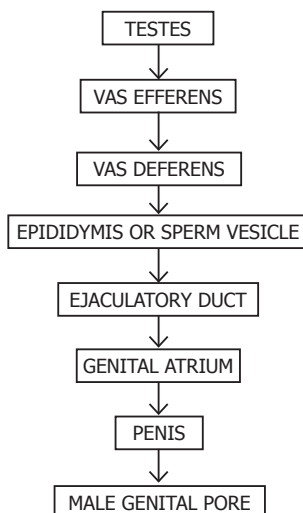 TESTES
VAS EFFERENS
VAS DEFERENS
EPIDIDYMIS OR SPERM VESICLE
EJACULATORY DUCT
GENITAL ATRIUM
PENIS
MALE GENITAL PORE